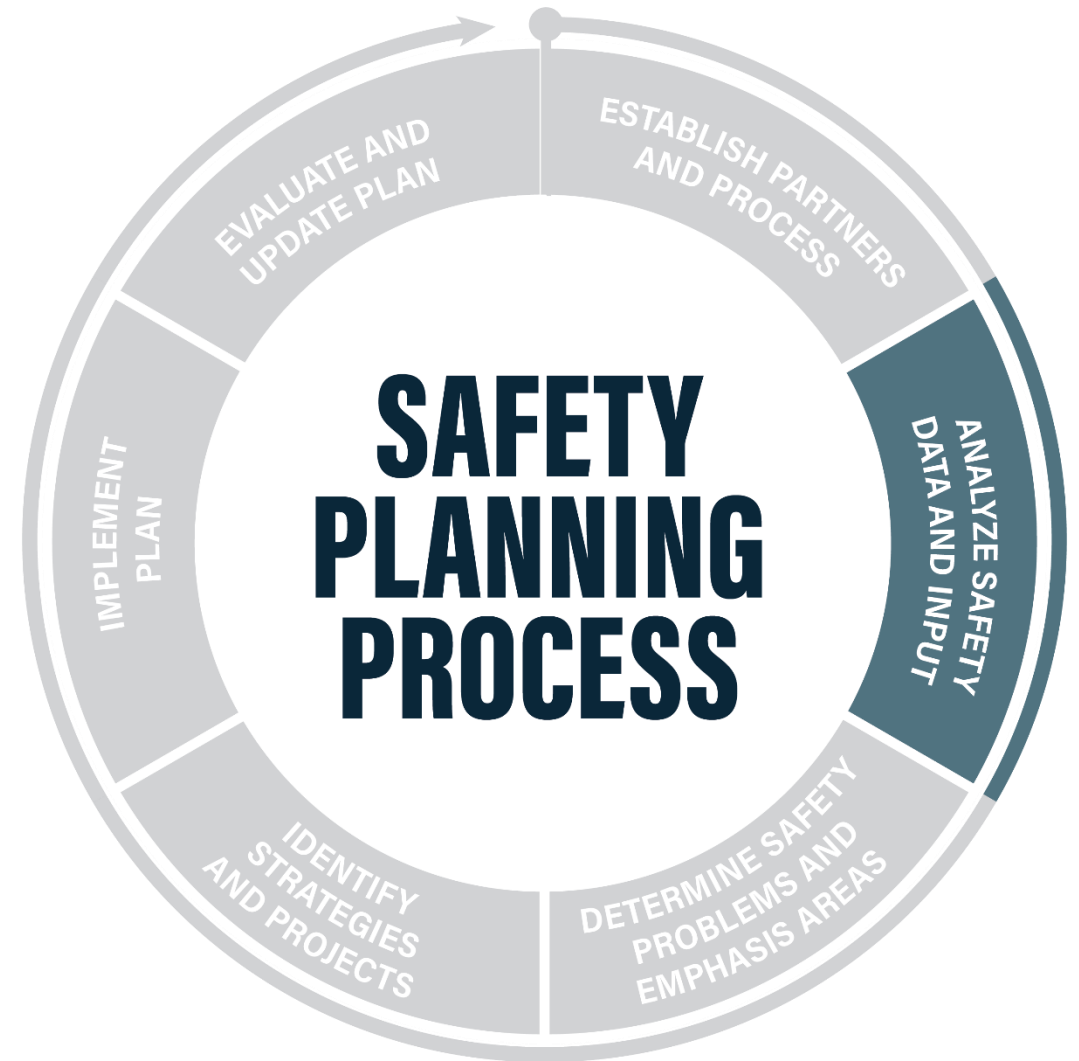 SAFETY
PLANNING
PROCESS
ESTABLISH PARTNERS
AND PROCESS
ANALYZE SAFETY
DATA AND INPUT
DETERMINE SAFETY
PROBLEMS AND
EMPHASIS AREAS
IDENTIFY
STRATEGIES
AND PROJECTS
IMPLEMENT
PLAN
EVALUATE AND
UPDATE PLAN